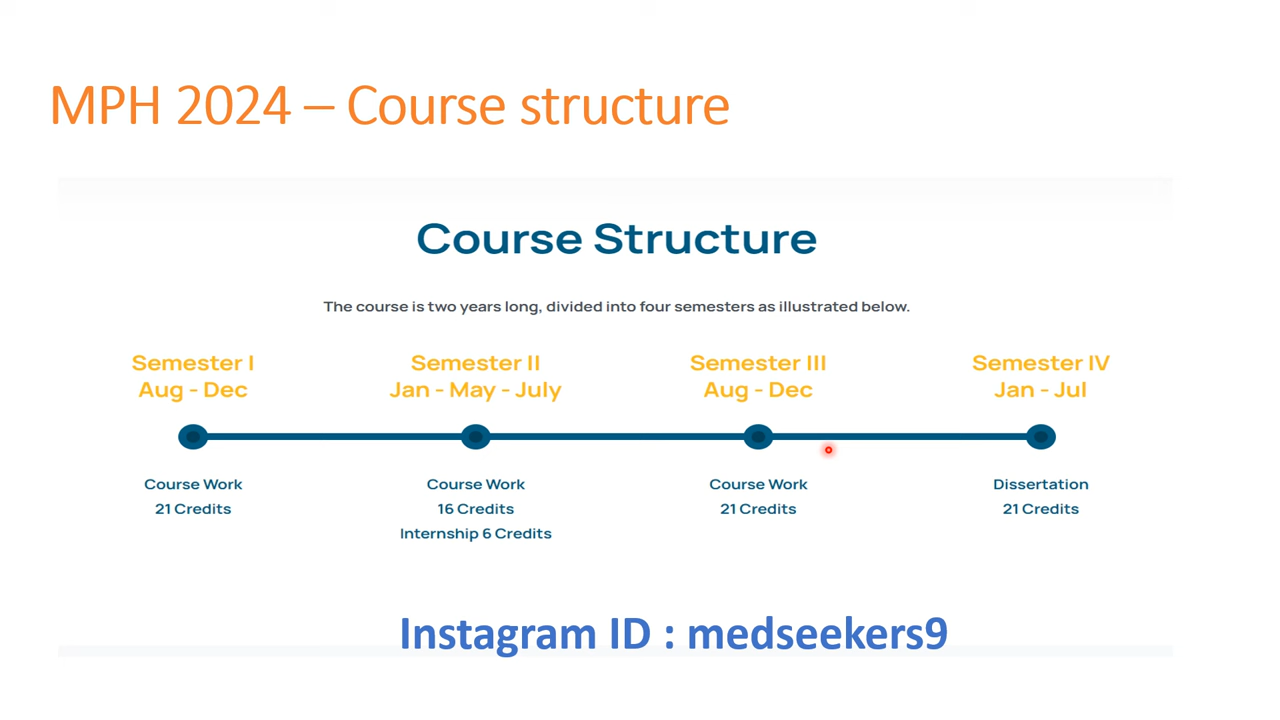 MPH 2024 – Course structure
Course Structure
The course is two years long, divided into four semesters as illustrated below.
Semester I
Aug - Dec
Course Work
21 Credits
Semester II
Jan - May - July
Course Work
16 Credits
Internship 6 Credits
Semester III
Aug - Dec
Course Work
21 Credits
Semester IV
Jan - Jul
Dissertation
21 Credits
Instagram ID : medseekers9